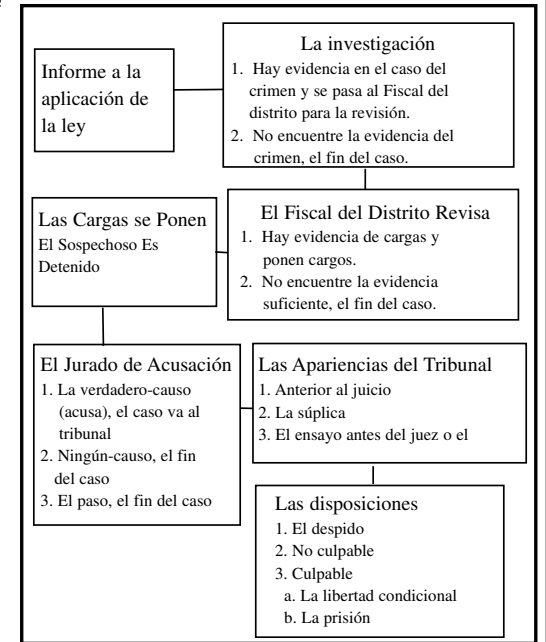 Informe a la
aplicación de
la ley
La investigación
1. Hay evidencia en el caso del
crimen y se pasa al Fiscal del
distrito para la revisión.
2. No encuentre la evidencia del
crimen, el fin del caso.
El Fiscal del Distrito Revisa
1. Hay evidencia de cargas y
ponen cargos.
2. No encuentre la evidencia
suficiente, el fin del caso.
Las Cargas se Ponen
El Sospechoso Es
Detenido
El Jurado de Acusación
1. La verdadero-causo
(acusa), el caso va al
tribunal
2. Ningún-causo, el fin
del caso
3. El paso, el fin del caso
Las Apariencias del Tribunal
1. Anterior al juicio
2. La súplica
3. El ensayo antes del juez o el
Las disposiciones
1. El despido
2. No culpable
3. Culpable
a. La libertad condicional
b. La prisión